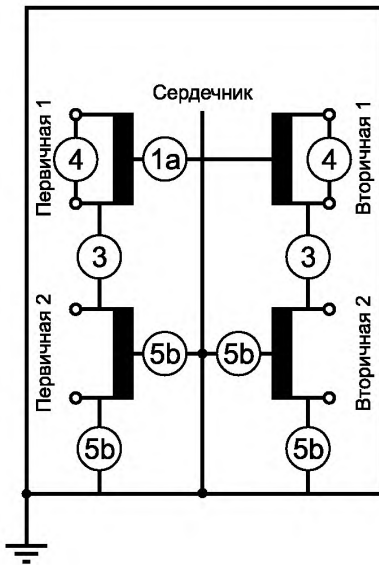 Сердечник
Первичная 1
4
1a
4
Вторичная 1
3
3
Первичная 2
5b
5b
Вторичная 2
5b
5b